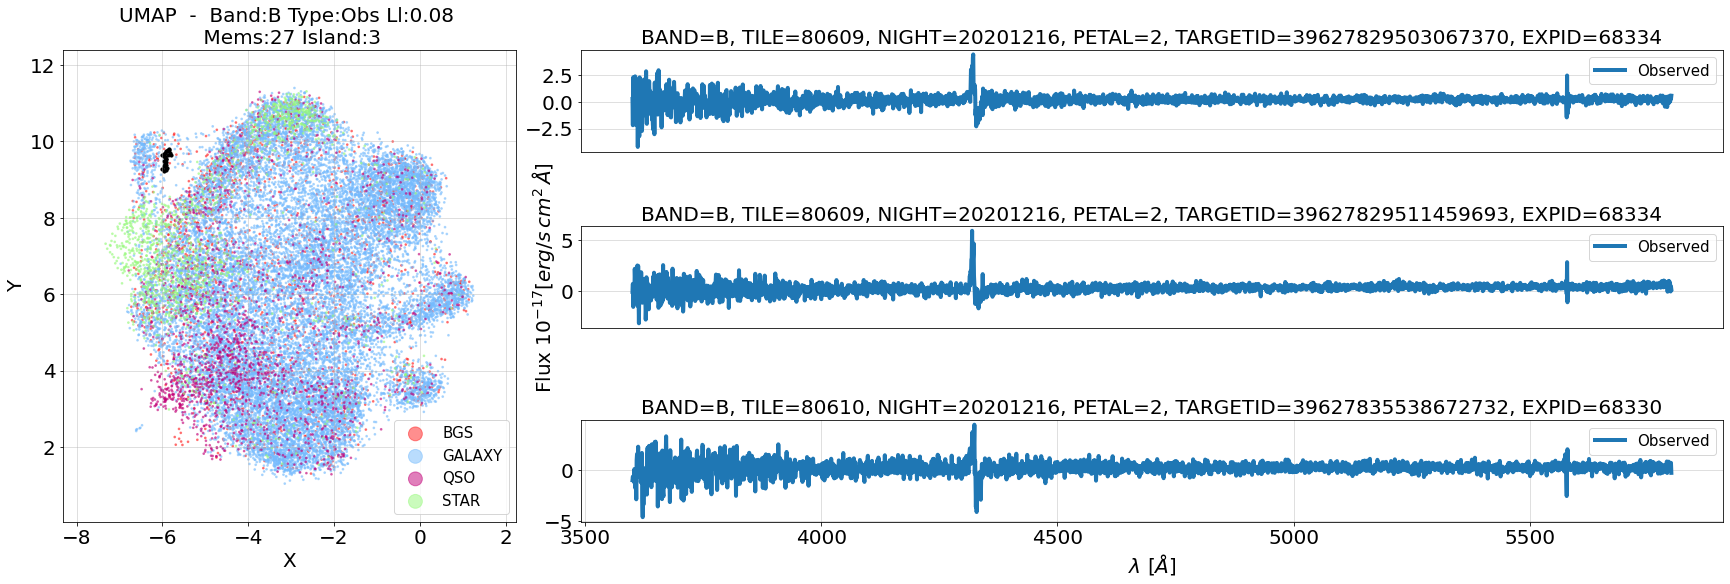 UMAP  -  Band:B Type:Obs Ll:0.08
Mems:27 Island:3
12
10
8
6
4
2
Y
−8
−6
−4
−2
0
2
X
BGS
GALAXY
QSO
STAR
BAND=B, TILE=80609, NIGHT=20201216, PETAL=2, TARGETID=39627829503067370, EXPID=68334
2.5
0.0
−2.5
Observed
BAND=B, TILE=80609, NIGHT=20201216, PETAL=2, TARGETID=39627829511459693, EXPID=68334
5
0
Observed
Flux 10⁻¹⁷[erg/s cm² Å]
BAND=B, TILE=80610, NIGHT=20201216, PETAL=2, TARGETID=39627835538672732, EXPID=68330
0
−5
Observed
3500
4000
4500
5000
5500
λ [Å]